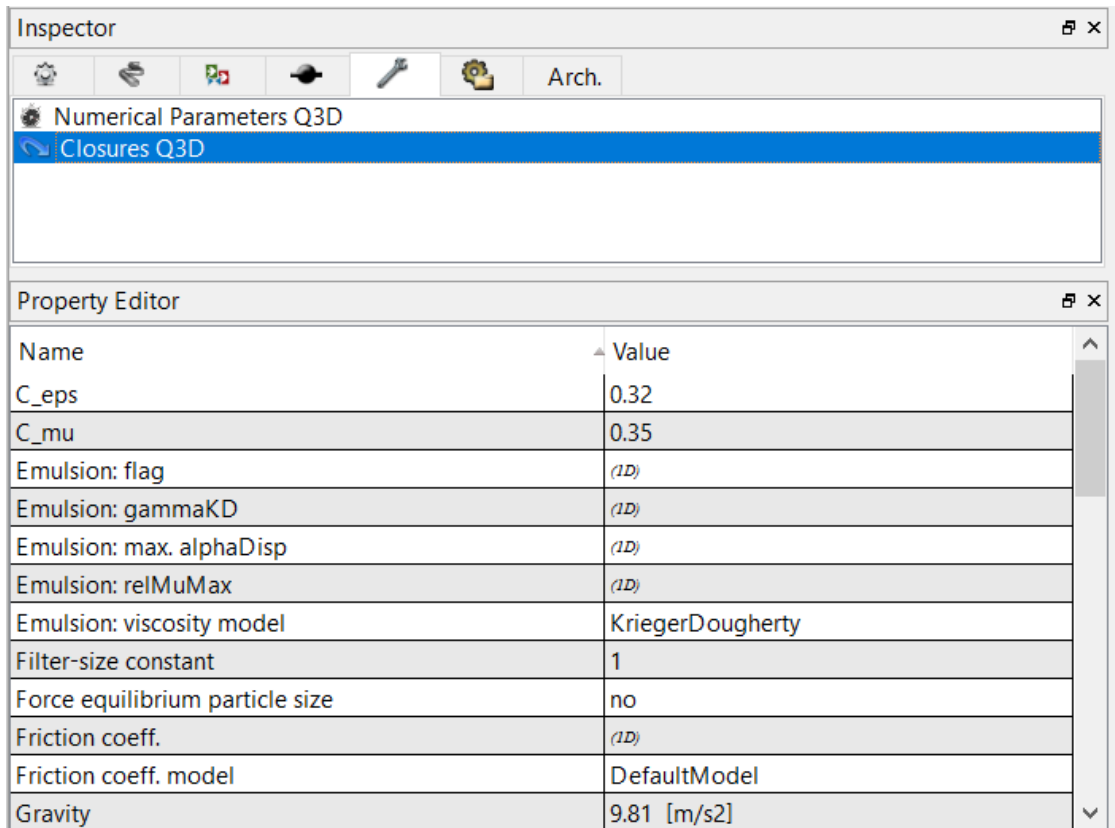 Inspector
Arch.
Numerical Parameters Q3D
Closures Q3D
Property Editor
Name Value
C_eps 0.32
C_mu 0.35
Emulsion: flag (1D)
Emulsion: gammaKD (1D)
Emulsion: max. alphaDisp (1D)
Emulsion: relMuMax (1D)
Emulsion: viscosity model KriegerDougherty
Filter-size constant 1
Force equilibrium particle size no
Friction coeff. (1D)
Friction coeff. model DefaultModel
Gravity 9.81 [m/s2]